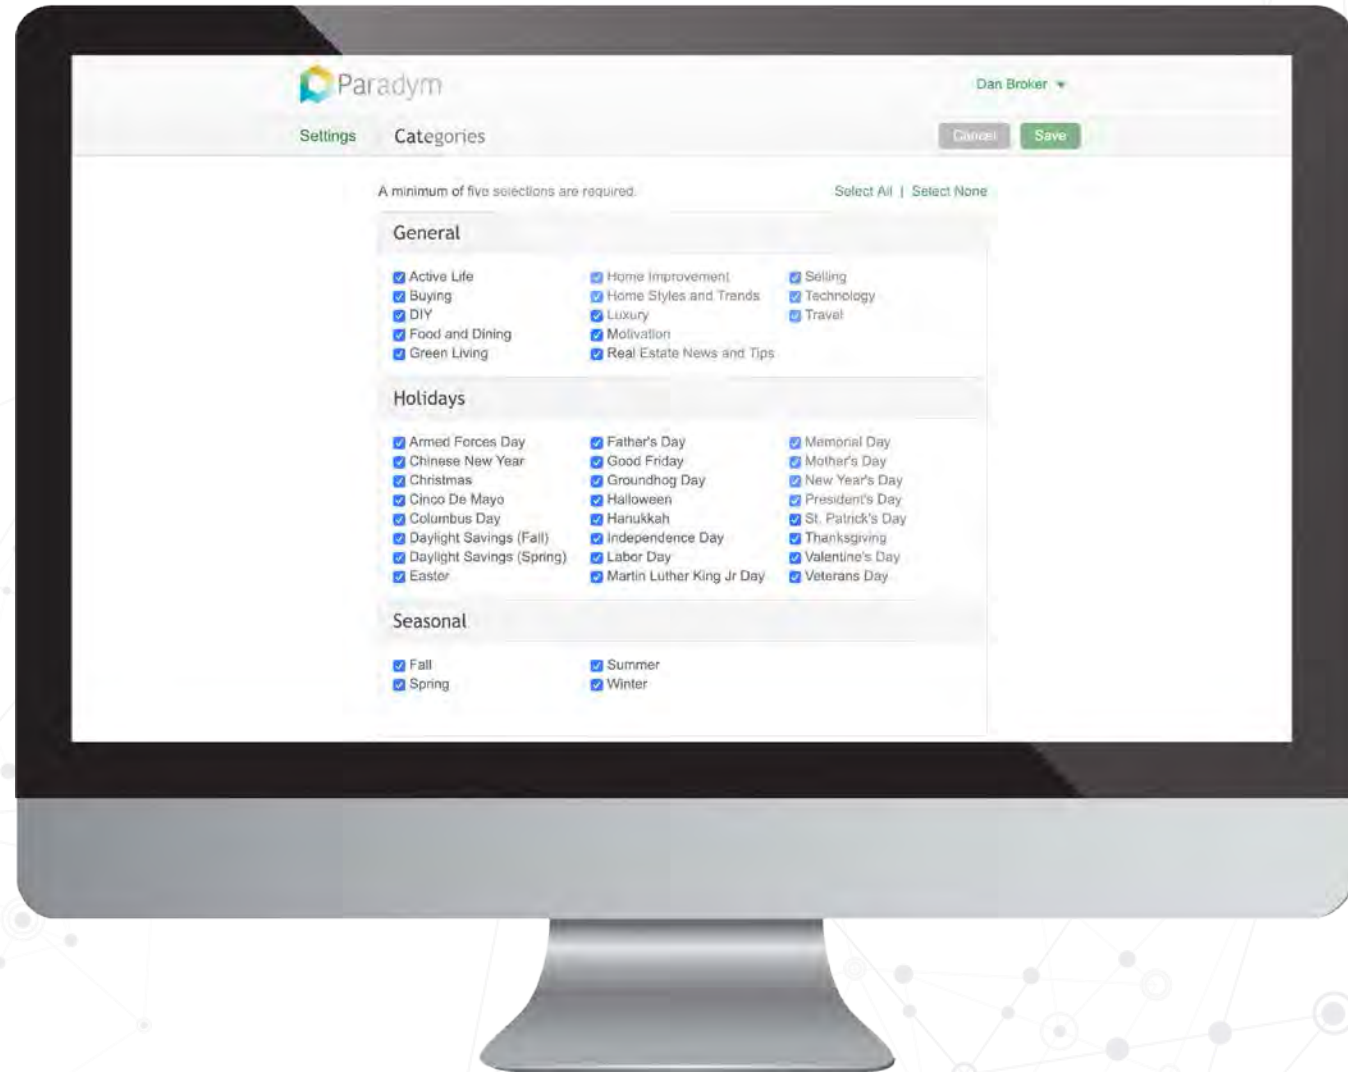 Paradym
Dan Broker
Settings Categories Cancel Save
A minimum of five selections are required. Select All | Select None
General
Active Life Home Improvement Selling
Buying Home Styles and Trends Technology
DIY Luxury Travel
Food and Dining Motivation
Green Living Real Estate News and Tips
Holidays
Armed Forces Day Father's Day Memorial Day
Chinese New Year Good Friday Mother's Day
Christmas Groundhog Day New Year's Day
Cinco De Mayo Halloween President's Day
Columbus Day Hanukkah St. Patrick's Day
Daylight Savings (Fall) Independence Day Thanksgiving
Daylight Savings (Spring) Labor Day Valentine's Day
Easter Martin Luther King Jr Day Veterans Day
Seasonal
Fall Summer
Spring Winter